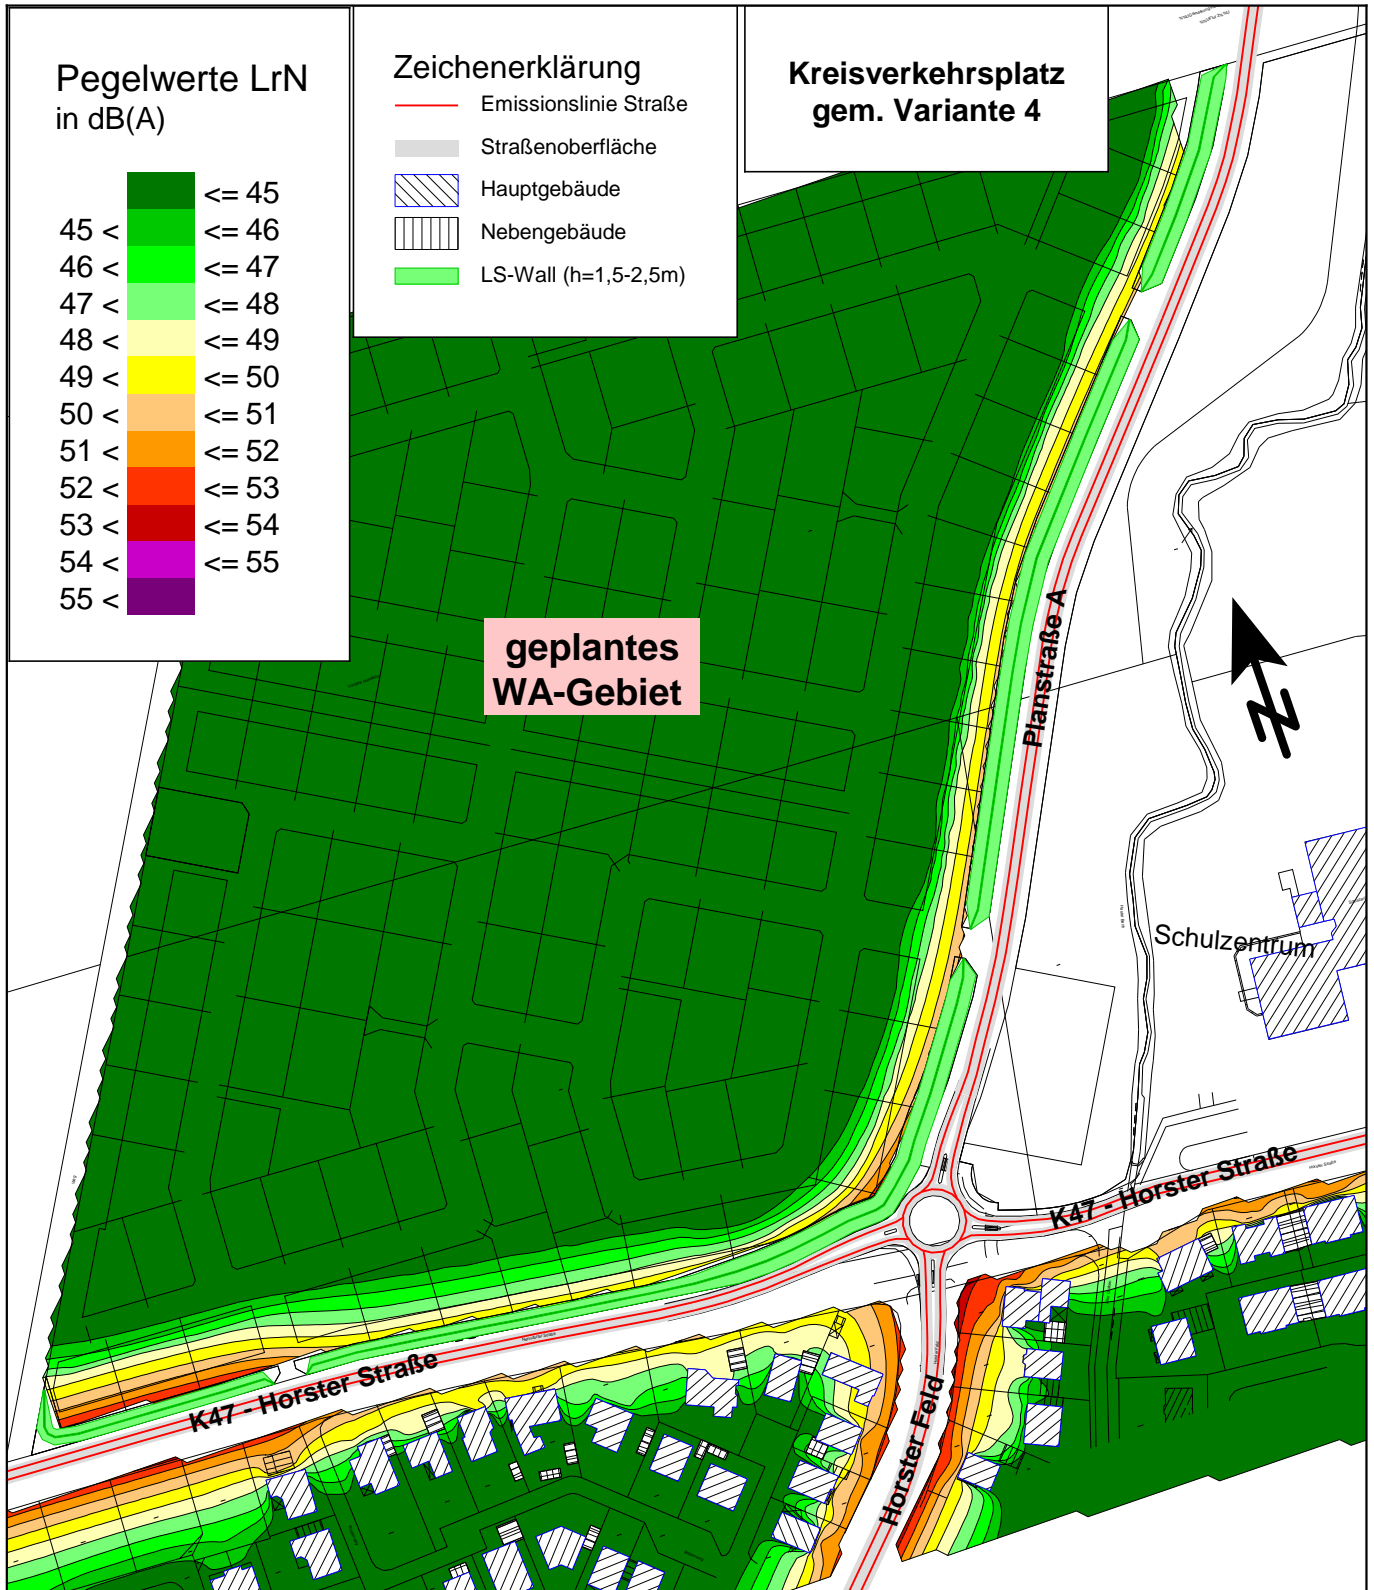 Pegelwerte LrN
in dB(A)
<= 45
45 < <= 46
46 < <= 47
47 < <= 48
48 < <= 49
49 < <= 50
50 < <= 51
51 < <= 52
52 < <= 53
53 < <= 54
54 < <= 55
55 <
Zeichenerklärung
Emissionslinie Straße
Straßenoberfläche
Hauptgebäude
Nebengebäude
LS-Wall (h=1,5-2,5m)
Kreisverkehrsplatz
gem. Variante 4
geplantes
WA-Gebiet
Planstraße A
Schulzentrum
K47 - Horster Straße
K47 - Horster Straße
Horster Feld